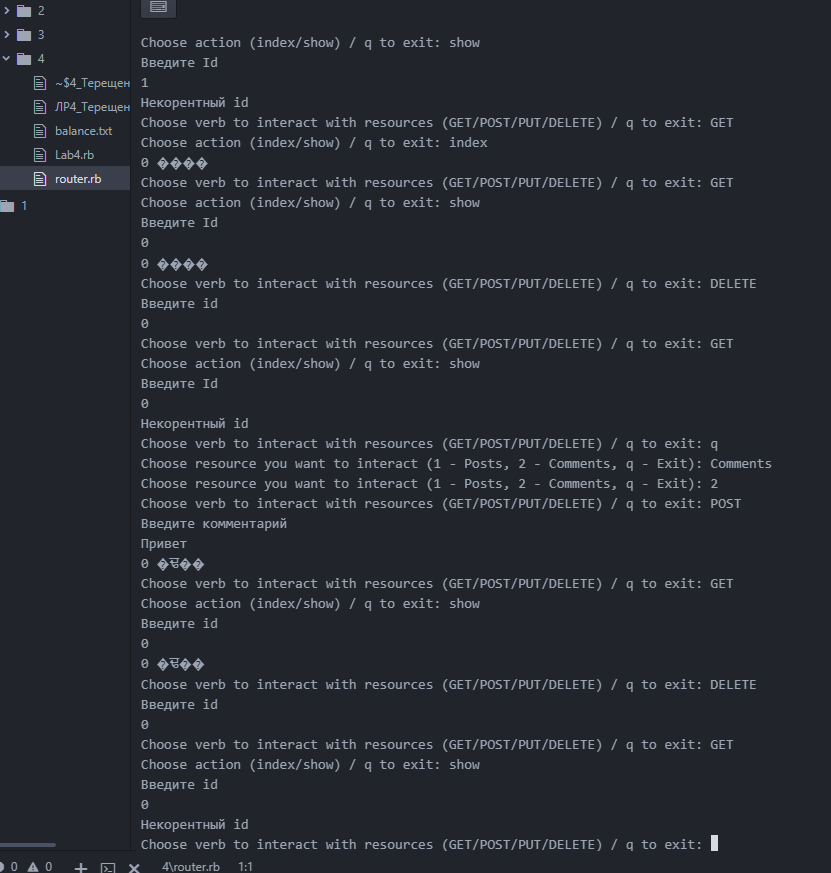 2
3
4
~$4_Терещен
ЛР4_Терещен
balance.txt
Lab4.rb
router.rb
1
Choose action (index/show) / q to exit: show
Введите Id
1
Некорентный id
Choose verb to interact with resources (GET/POST/PUT/DELETE) / q to exit: GET
Choose action (index/show) / q to exit: index
0 ����
Choose verb to interact with resources (GET/POST/PUT/DELETE) / q to exit: GET
Choose action (index/show) / q to exit: show
Введите Id
0
0 ����
Choose verb to interact with resources (GET/POST/PUT/DELETE) / q to exit: DELETE
Введите id
0
Choose verb to interact with resources (GET/POST/PUT/DELETE) / q to exit: GET
Choose action (index/show) / q to exit: show
Введите Id
0
Некорентный id
Choose verb to interact with resources (GET/POST/PUT/DELETE) / q to exit: q
Choose resource you want to interact (1 - Posts, 2 - Comments, q - Exit): Comments
Choose resource you want to interact (1 - Posts, 2 - Comments, q - Exit): 2
Choose verb to interact with resources (GET/POST/PUT/DELETE) / q to exit: POST
Введите комментарий
Привет
0 ���
Choose verb to interact with resources (GET/POST/PUT/DELETE) / q to exit: GET
Choose action (index/show) / q to exit: show
Введите id
0
0 ���
Choose verb to interact with resources (GET/POST/PUT/DELETE) / q to exit: DELETE
Введите id
0
Choose verb to interact with resources (GET/POST/PUT/DELETE) / q to exit: GET
Choose action (index/show) / q to exit: show
Введите id
0
Некорентный id
Choose verb to interact with resources (GET/POST/PUT/DELETE) / q to exit:
0 0 4\router.rb 1:1